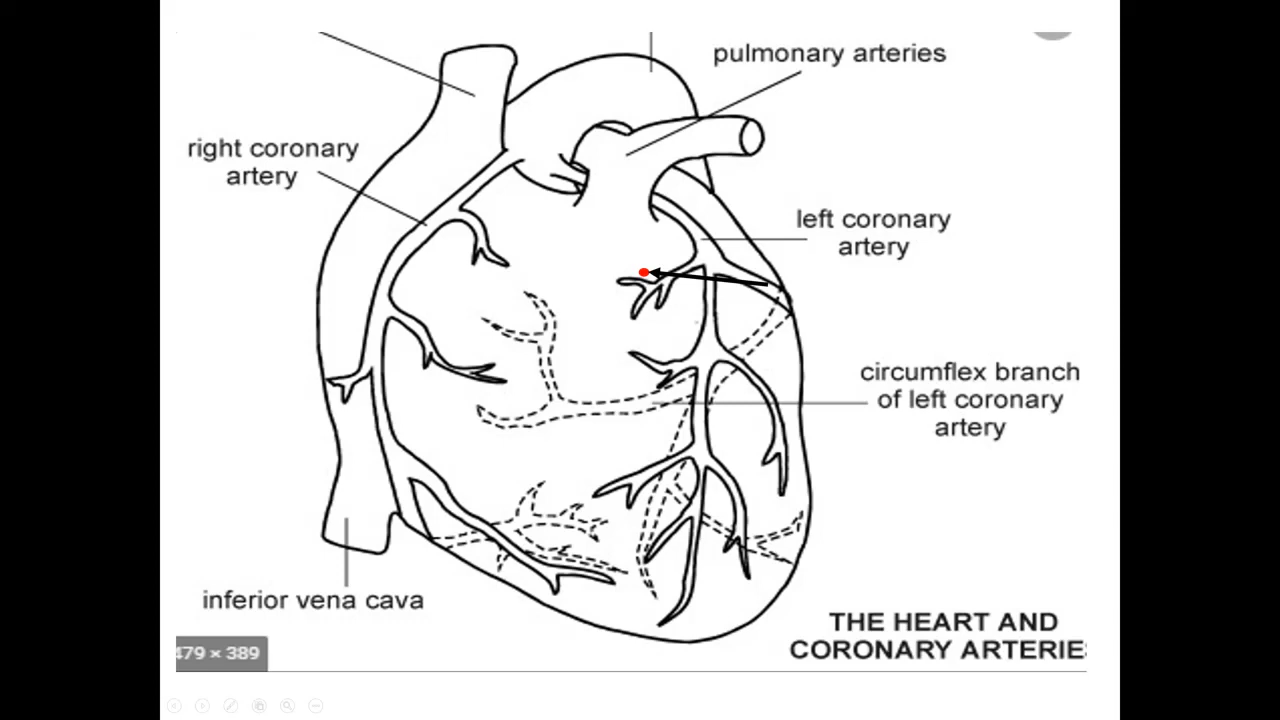 pulmonary arteries
right coronary
artery
left coronary
artery
circumflex branch
of left coronary
artery
inferior vena cava
THE HEART AND
CORONARY ARTERIE
479 × 389